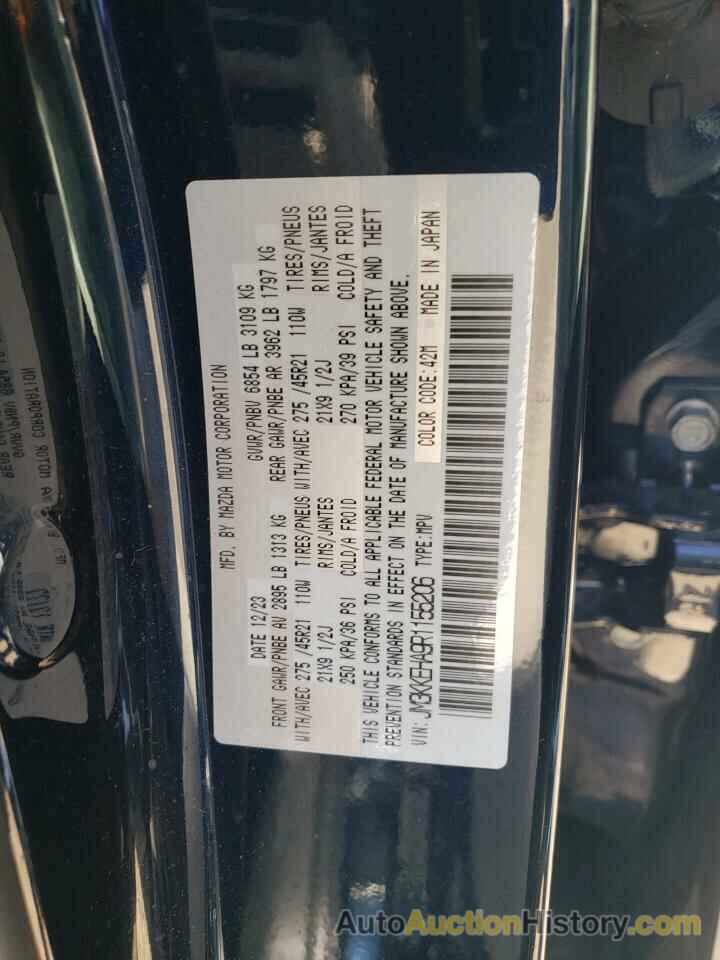 MFD. BY MAZDA MOTOR CORPORATION
DATE 12/23 GVWR/PNBV 6854 LB 3109 KG
FRONT GAWR/PNBE AV 2895 LB 1313 KG REAR GAWR/PNBE AR 3962 LB 1797 KG
WITH/AVEC 275 /45R21 110W TIRES/PNEUS WITH/AVEC 275 /45R21 110W TIRES/PNEUS
21X9 1/2J RIMS/JANTES 21X9 1/2J RIMS/JANTES
250 KPA/36 PSI COLD/A FROID 270 KPA/39 PSI COLD/A FROID
THIS VEHICLE CONFORMS TO ALL APPLICABLE FEDERAL MOTOR VEHICLE SAFETY AND THEFT
PREVENTION STANDARDS IN EFFECT ON THE DATE OF MANUFACTURE SHOWN ABOVE.
VIN: JM3KKEHA9R1155206 TYPE:MPV COLOR CODE:42M MADE IN JAPAN
AutoAuctionHistory.com